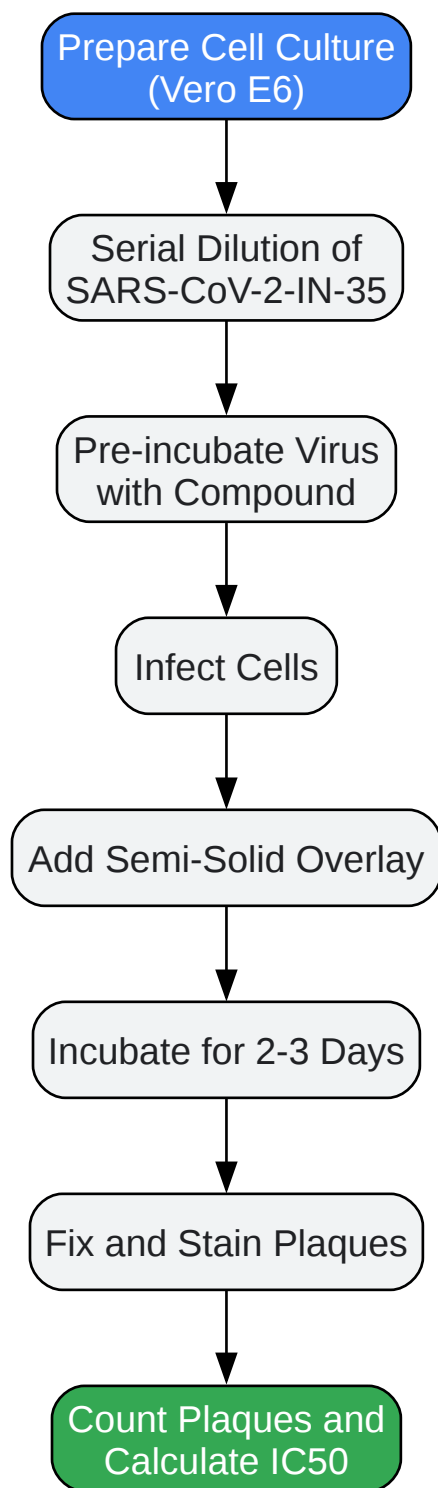 Prepare Cell Culture
(Vero E6)
Serial Dilution of
SARS-CoV-2-IN-35
Pre-incubate Virus
with Compound
Infect Cells
Add Semi-Solid Overlay
Incubate for 2-3 Days
Fix and Stain Plaques
Count Plaques and
Calculate IC50